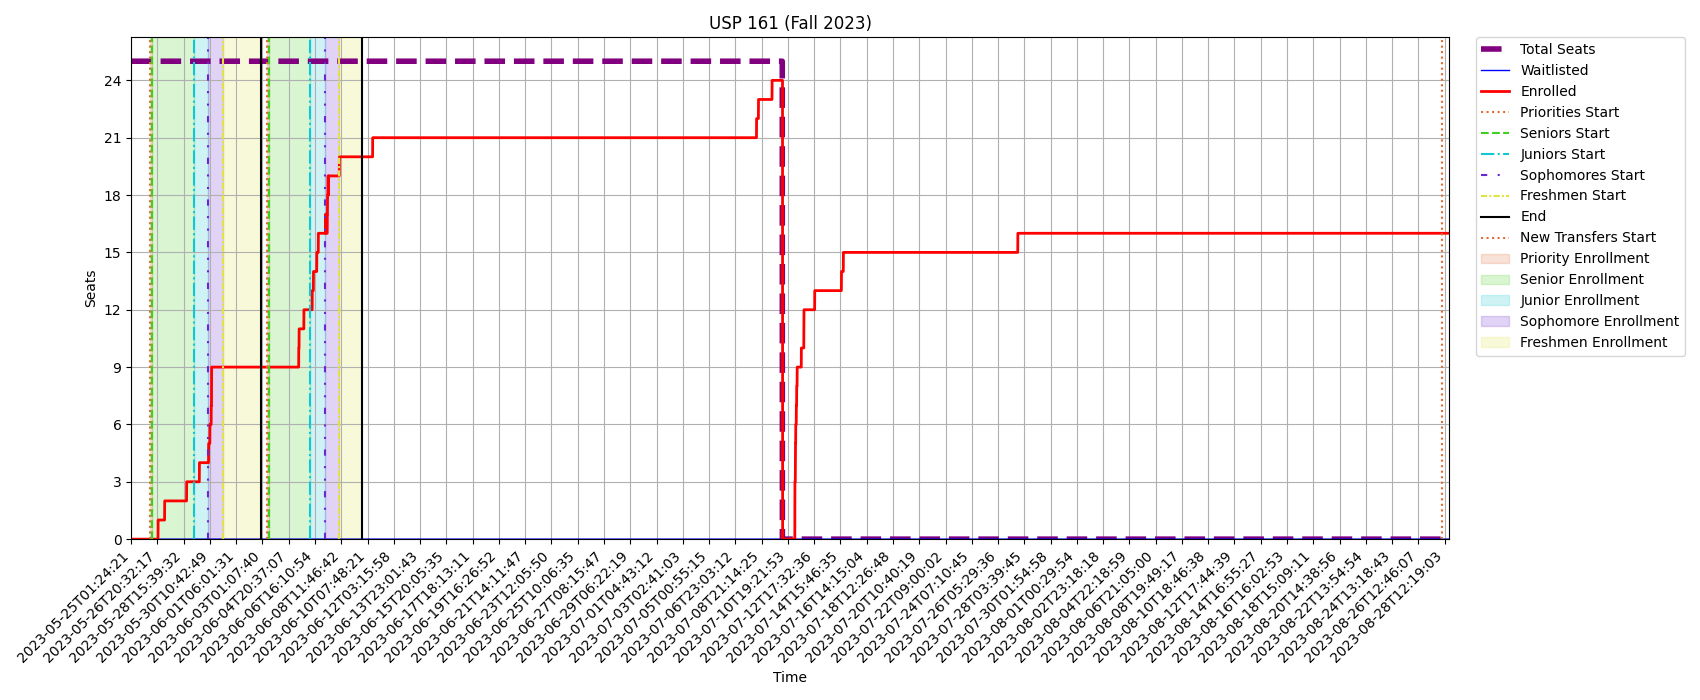 USP 161 (Fall 2023)
Seats
24
21
18
15
12
9
6
3
0
2023-05-25T01:24:21
2023-05-26T20:32:17
2023-05-28T15:39:32
2023-05-30T10:42:49
2023-06-01T06:01:31
2023-06-03T01:07:40
2023-06-04T20:37:07
2023-06-06T16:10:54
2023-06-08T11:46:42
2023-06-10T07:48:21
2023-06-12T03:15:58
2023-06-13T23:01:43
2023-06-15T20:05:35
2023-06-17T18:13:11
2023-06-19T16:26:52
2023-06-21T14:11:47
2023-06-23T12:05:50
2023-06-25T10:06:35
2023-06-27T08:15:47
2023-06-29T06:22:19
2023-07-01T04:43:12
2023-07-03T02:41:03
2023-07-05T00:55:15
2023-07-06T23:03:12
2023-07-08T21:14:25
2023-07-10T19:21:53
2023-07-12T17:32:36
2023-07-14T15:46:35
2023-07-16T14:15:04
2023-07-18T12:26:48
2023-07-20T10:40:19
2023-07-22T09:00:02
2023-07-24T07:10:45
2023-07-26T05:29:36
2023-07-28T03:39:45
2023-07-30T01:54:58
2023-08-01T00:29:54
2023-08-02T23:18:18
2023-08-04T22:18:59
2023-08-06T21:05:00
2023-08-08T19:49:17
2023-08-10T18:46:38
2023-08-12T17:44:39
2023-08-14T16:55:27
2023-08-16T16:02:53
2023-08-18T15:09:11
2023-08-20T14:38:56
2023-08-22T13:54:54
2023-08-24T13:18:43
2023-08-26T12:46:07
2023-08-28T12:19:03
Time
Total Seats
Waitlisted
Enrolled
Priorities Start
Seniors Start
Juniors Start
Sophomores Start
Freshmen Start
End
New Transfers Start
Priority Enrollment
Senior Enrollment
Junior Enrollment
Sophomore Enrollment
Freshmen Enrollment